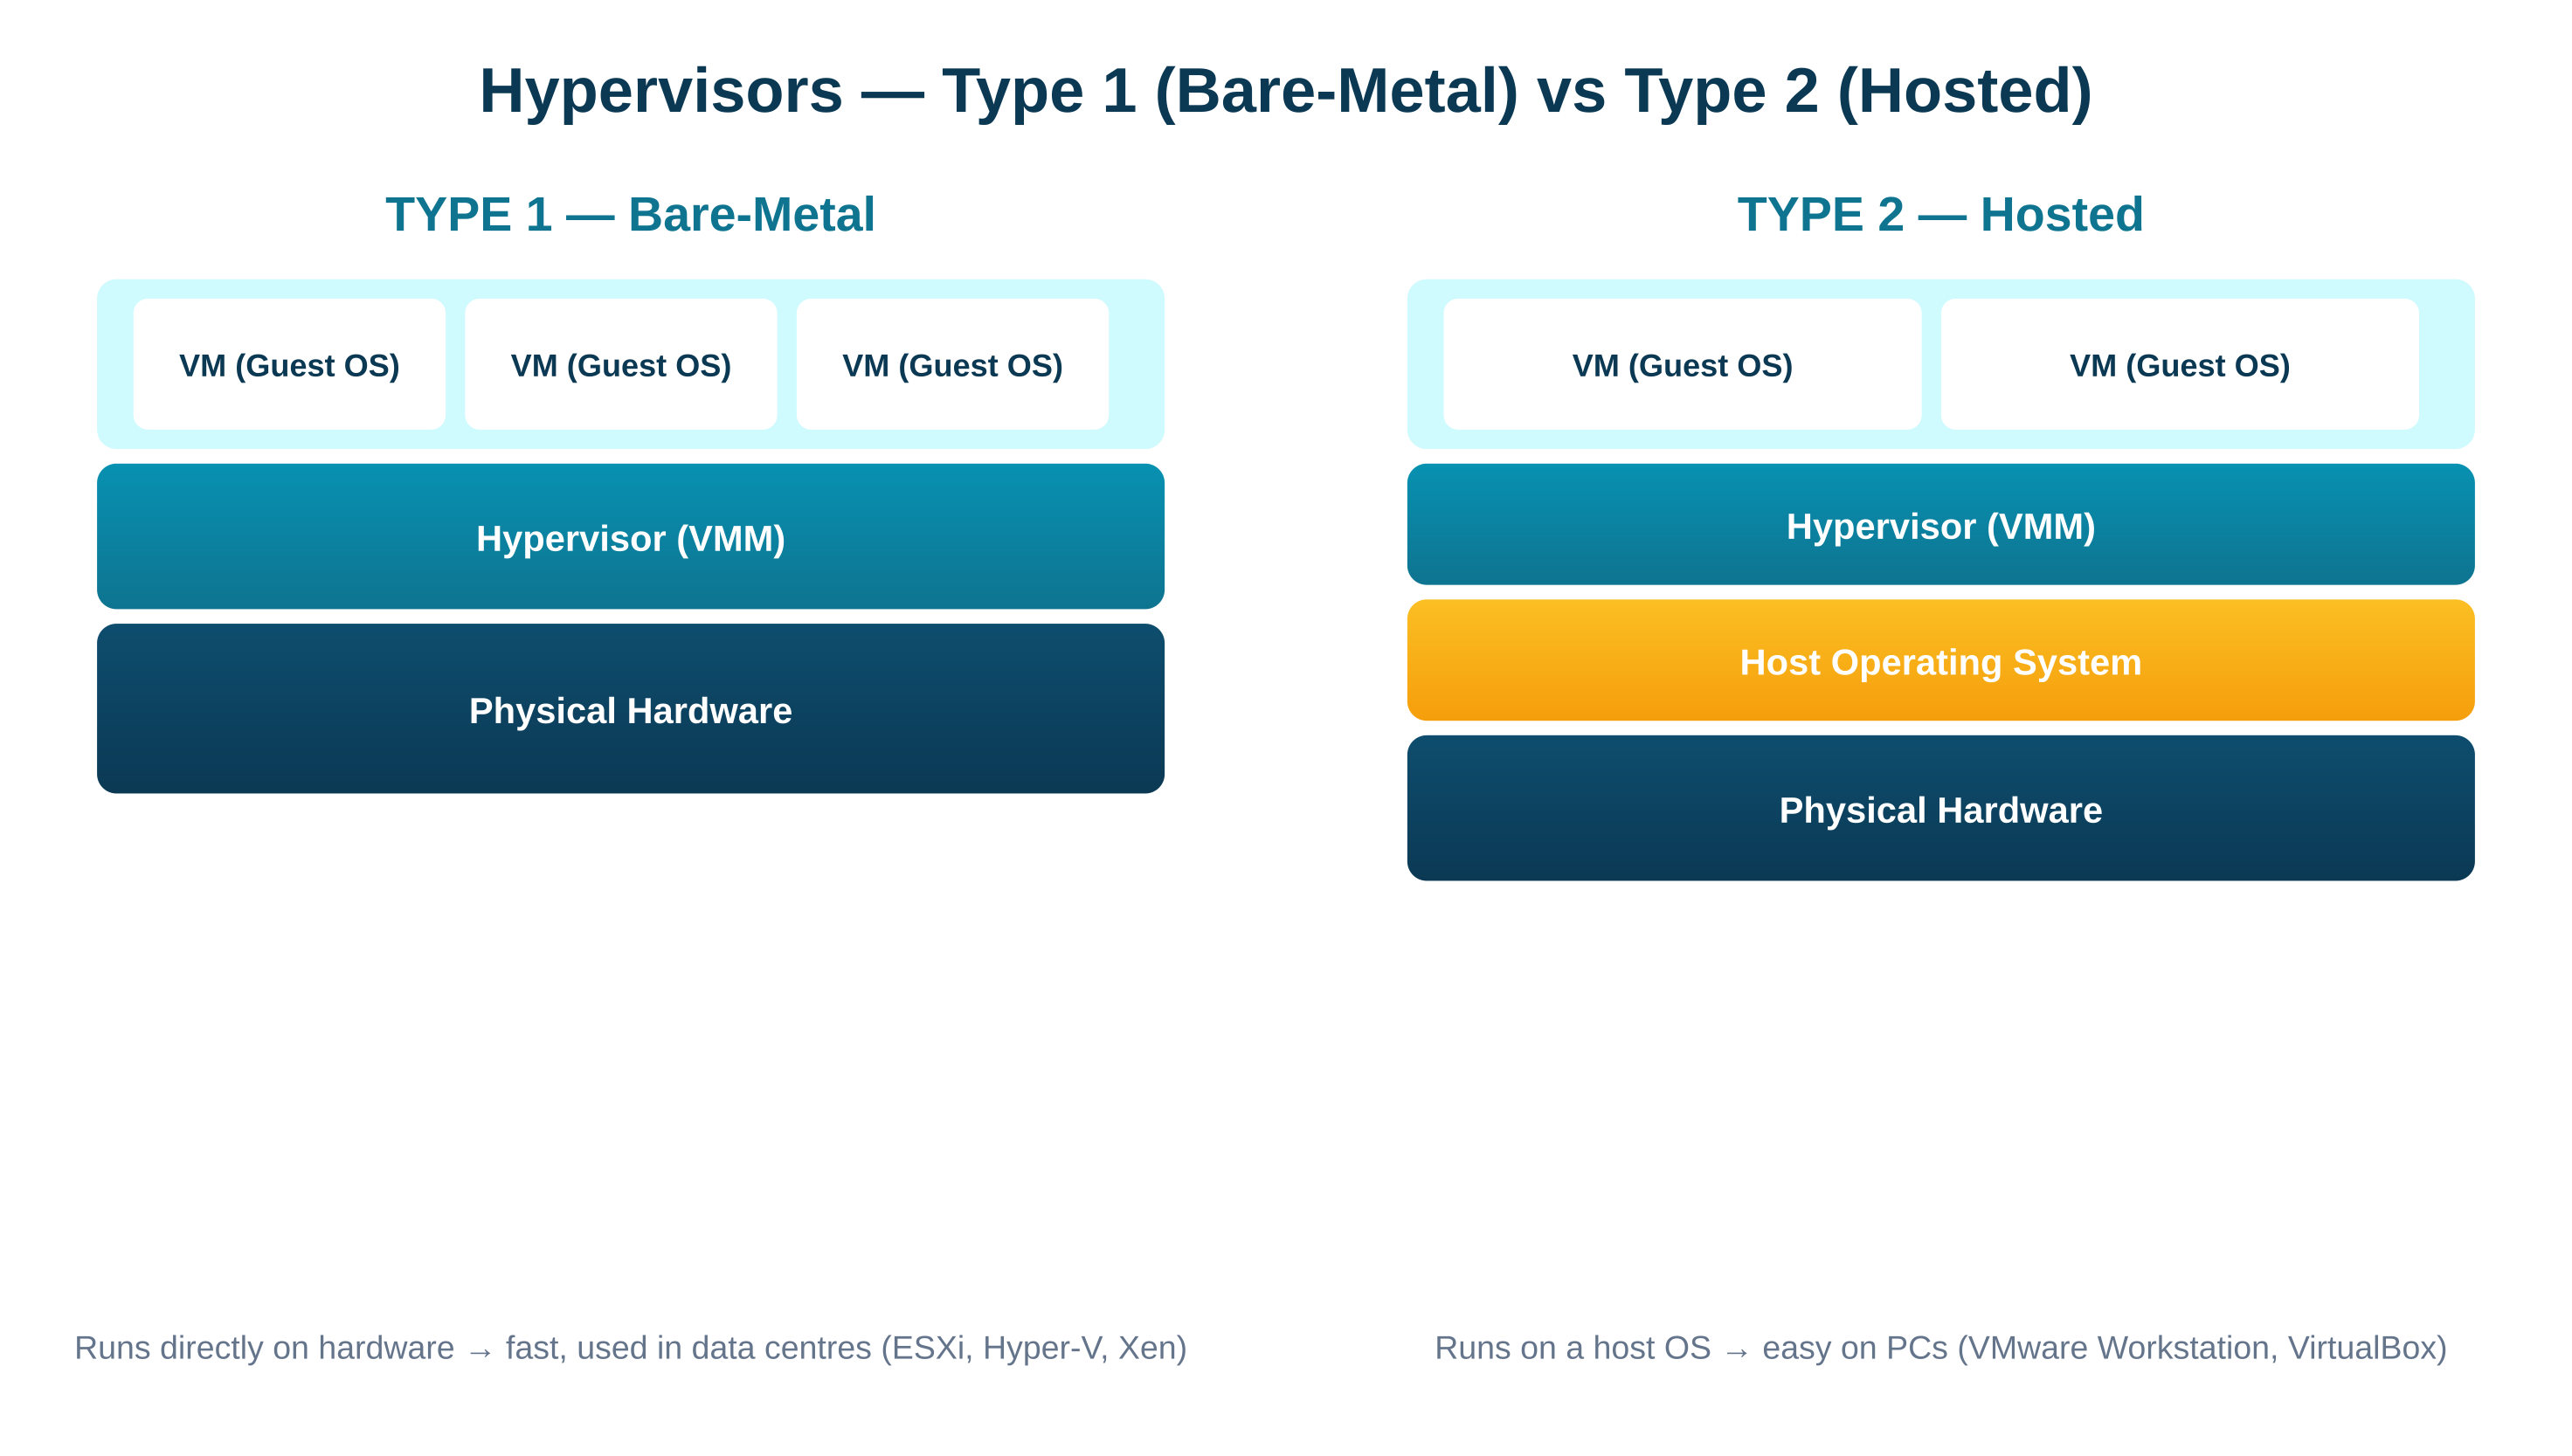 Hypervisors — Type 1 (Bare-Metal) vs Type 2 (Hosted)
TYPE 1 — Bare-Metal
VM (Guest OS)
VM (Guest OS)
VM (Guest OS)
Hypervisor (VMM)
Physical Hardware
Runs directly on hardware → fast, used in data centres (ESXi, Hyper-V, Xen)
TYPE 2 — Hosted
VM (Guest OS)
VM (Guest OS)
Hypervisor (VMM)
Host Operating System
Physical Hardware
Runs on a host OS → easy on PCs (VMware Workstation, VirtualBox)